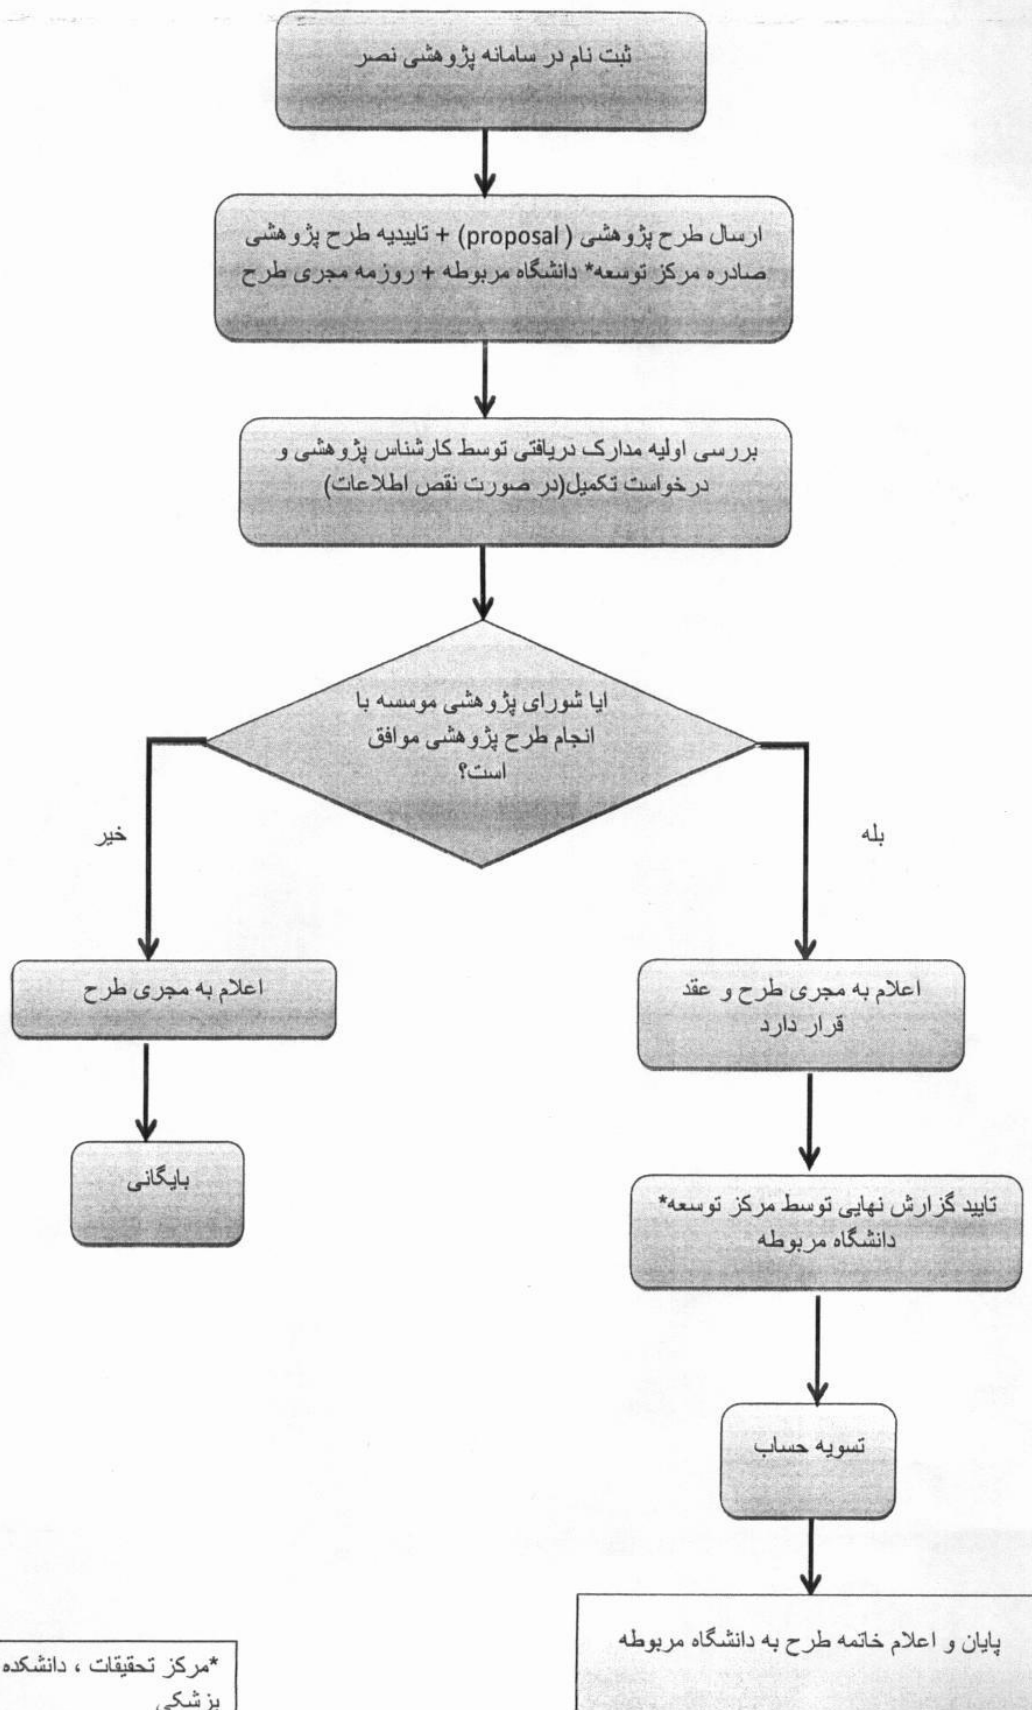 ثبت نام در سامانه پژوهشی نصر
ارسال طرح پژوهشی ( proposal) + تاییدیه طرح پژوهشی
صادره مرکز توسعه* دانشگاه مربوطه + روزمه مجری طرح
بررسی اولیه مدارک دریافتی توسط کارشناس پژوهشی و
درخواست تکمیل(در صورت نقص اطلاعات)
ایا شورای پژوهشی موسسه با
انجام طرح پژوهشی موافق
است؟
بله
خیر
اعلام به مجری طرح و عقد
قرار دارد
اعلام به مجری طرح
تایید گزارش نهایی توسط مرکز توسعه*
دانشگاه مربوطه
بایگانی
تسویه حساب
پایان و اعلام خاتمه طرح به دانشگاه مربوطه
*مرکز تحقیقات ، دانشکده
پزشکی